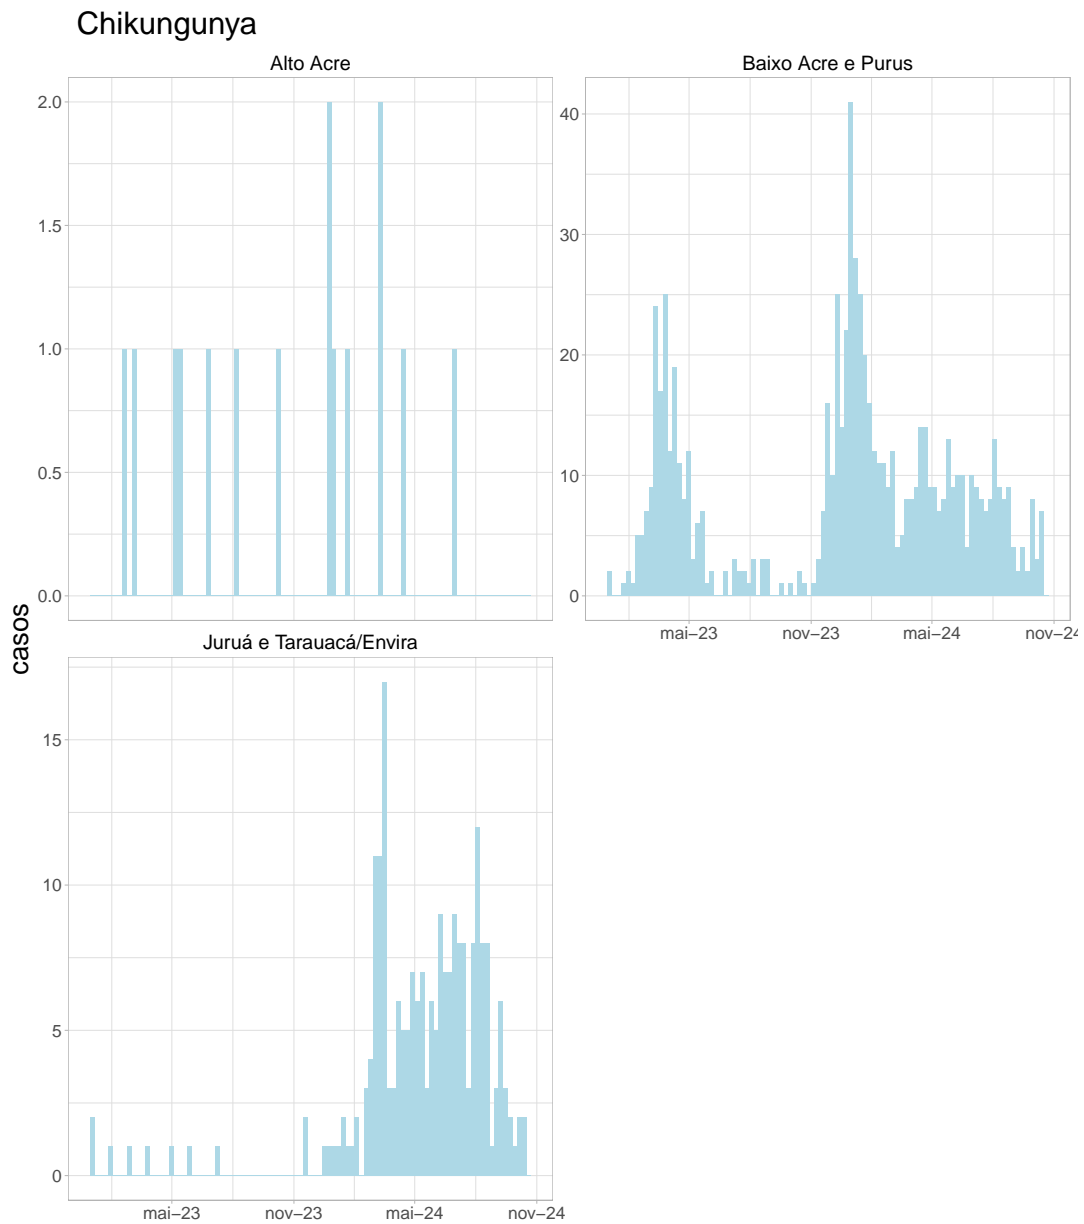 Chikungunya
Alto Acre
Baixo Acre e Purus
2.0
1.5
1.0
0.5
0.0
40
30
20
10
0
mai–23
nov–23
mai–24
nov–24
casos
Juruá e Tarauacá/Envira
15
10
5
0
mai–23
nov–23
mai–24
nov–24